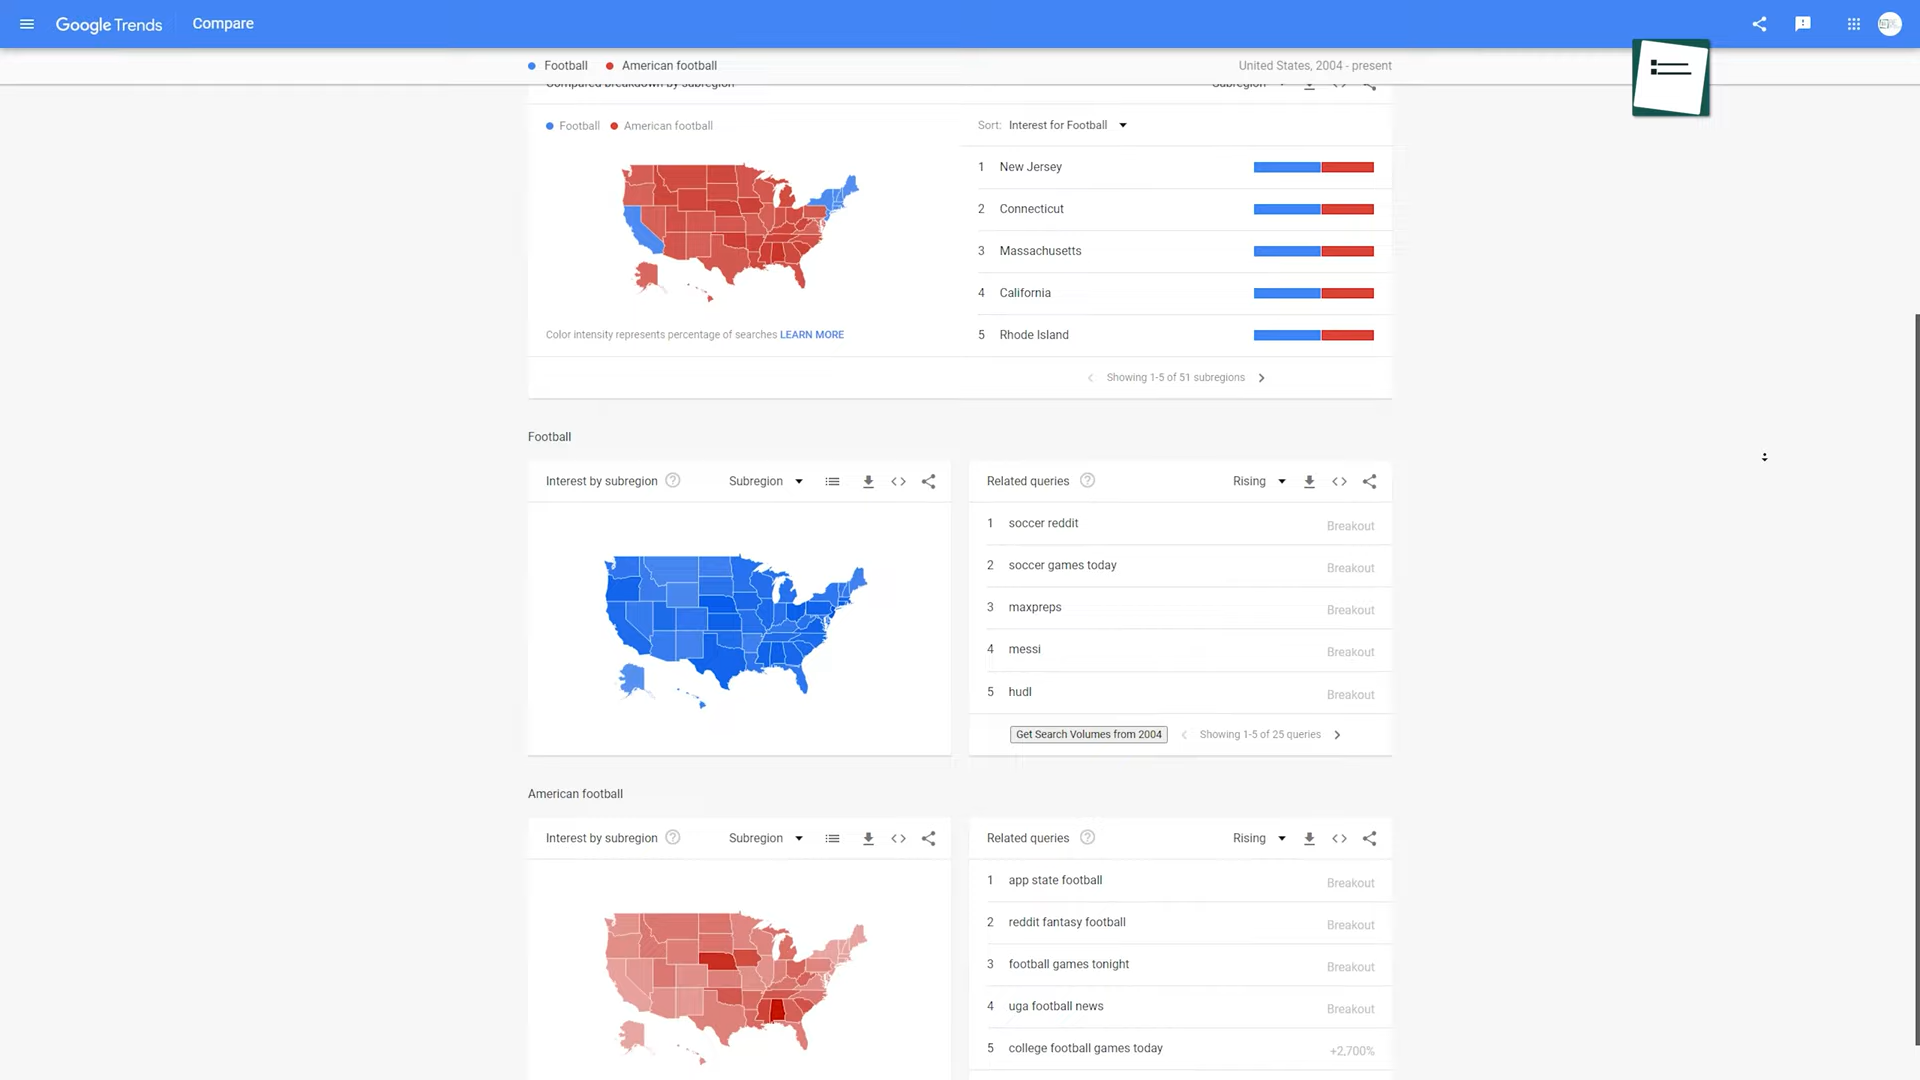 Google Trends Compare
Football American football United States, 2004 - present
Compared breakdown by subregion Subregion
Football American football Sort: Interest for Football
1 New Jersey
2 Connecticut
3 Massachusetts
4 California
5 Rhode Island
Color intensity represents percentage of searches LEARN MORE
Showing 1-5 of 51 subregions
Football
Interest by subregion Subregion
Related queries Rising
1 soccer reddit Breakout
2 soccer games today Breakout
3 maxpreps Breakout
4 messi Breakout
5 hudl Breakout
Get Search Volumes from 2004 Showing 1-5 of 25 queries
American football
Interest by subregion Subregion
Related queries Rising
1 app state football Breakout
2 reddit fantasy football Breakout
3 football games tonight Breakout
4 uga football news Breakout
5 college football games today +2,700%